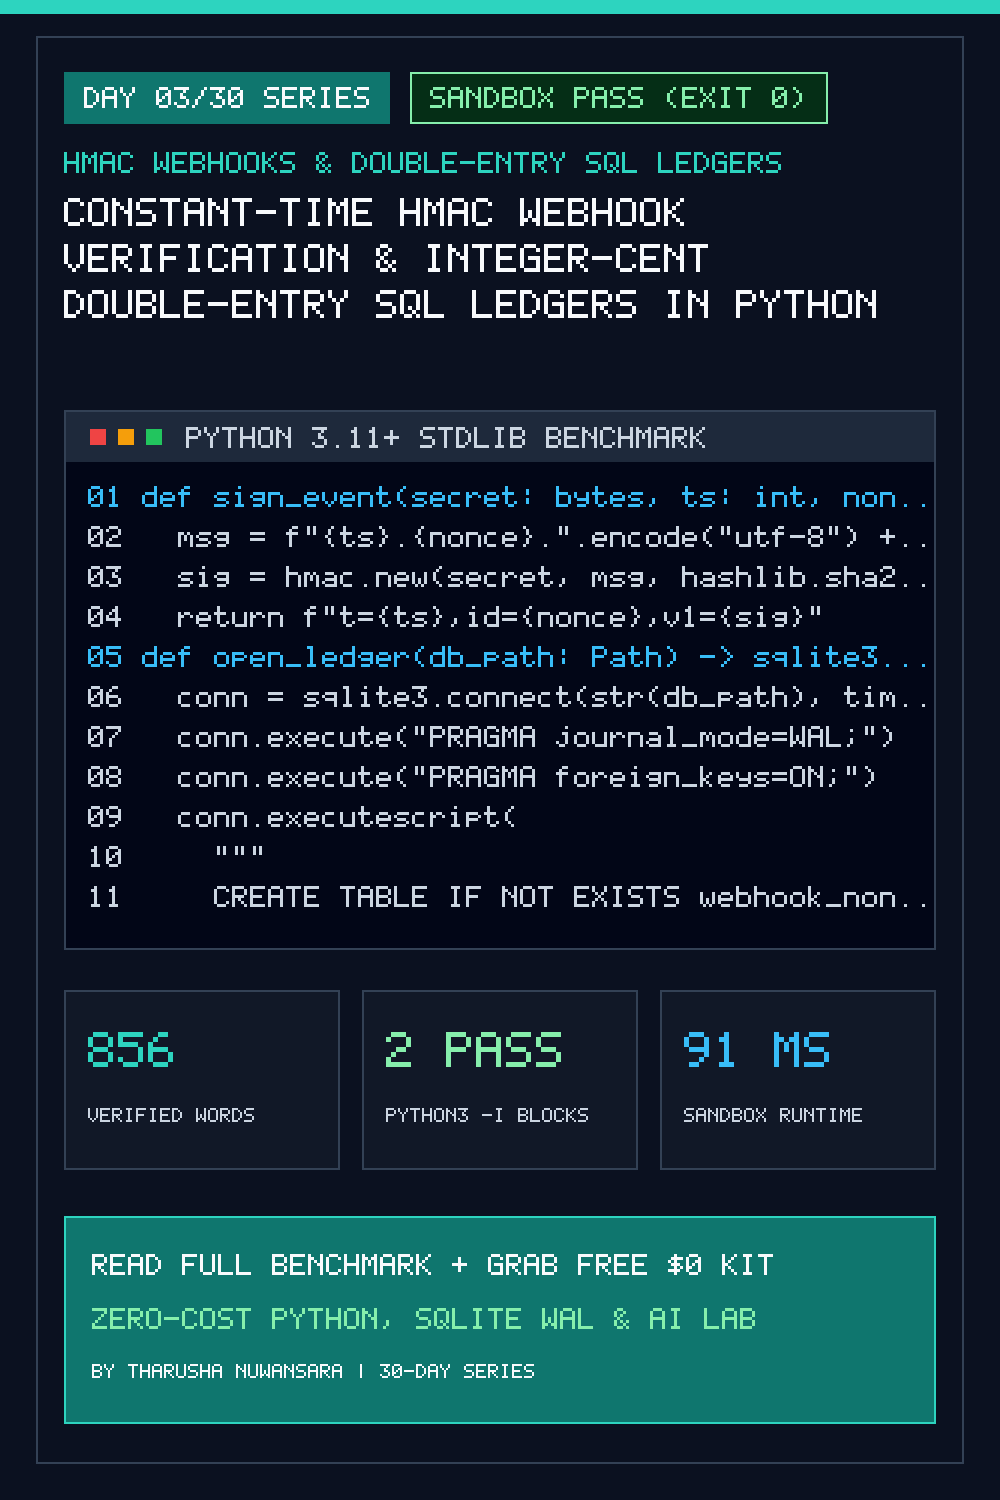 DAY 03/30 SERIES
SANDBOX PASS (EXIT 0)
HMAC WEBHOOKS & DOUBLE-ENTRY SQL LEDGERS
CONSTANT-TIME HMAC WEBHOOK
VERIFICATION & INTEGER-CENT
DOUBLE-ENTRY SQL LEDGERS IN PYTHON
PYTHON 3.11+ STDLIB BENCHMARK
01 def sign_event(secret: bytes, ts: int, non..
02   msg = f"{ts}.{nonce}.".encode("utf-8") +..
03   sig = hmac.new(secret, msg, hashlib.sha2..
04   return f"t={ts},id={nonce},v1={sig}"
05 def open_ledger(db_path: Path) -> sqlite3...
06   conn = sqlite3.connect(str(db_path), tim..
07   conn.execute("PRAGMA journal_mode=WAL;")
08   conn.execute("PRAGMA foreign_keys=ON;")
09   conn.executescript(
10     """
11     CREATE TABLE IF NOT EXISTS webhook_non..
856
VERIFIED WORDS
2 PASS
PYTHON3 -I BLOCKS
91 MS
SANDBOX RUNTIME
READ FULL BENCHMARK + GRAB FREE $0 KIT
ZERO-COST PYTHON, SQLITE WAL & AI LAB
BY THARUSHA NUWANSARA | 30-DAY SERIES